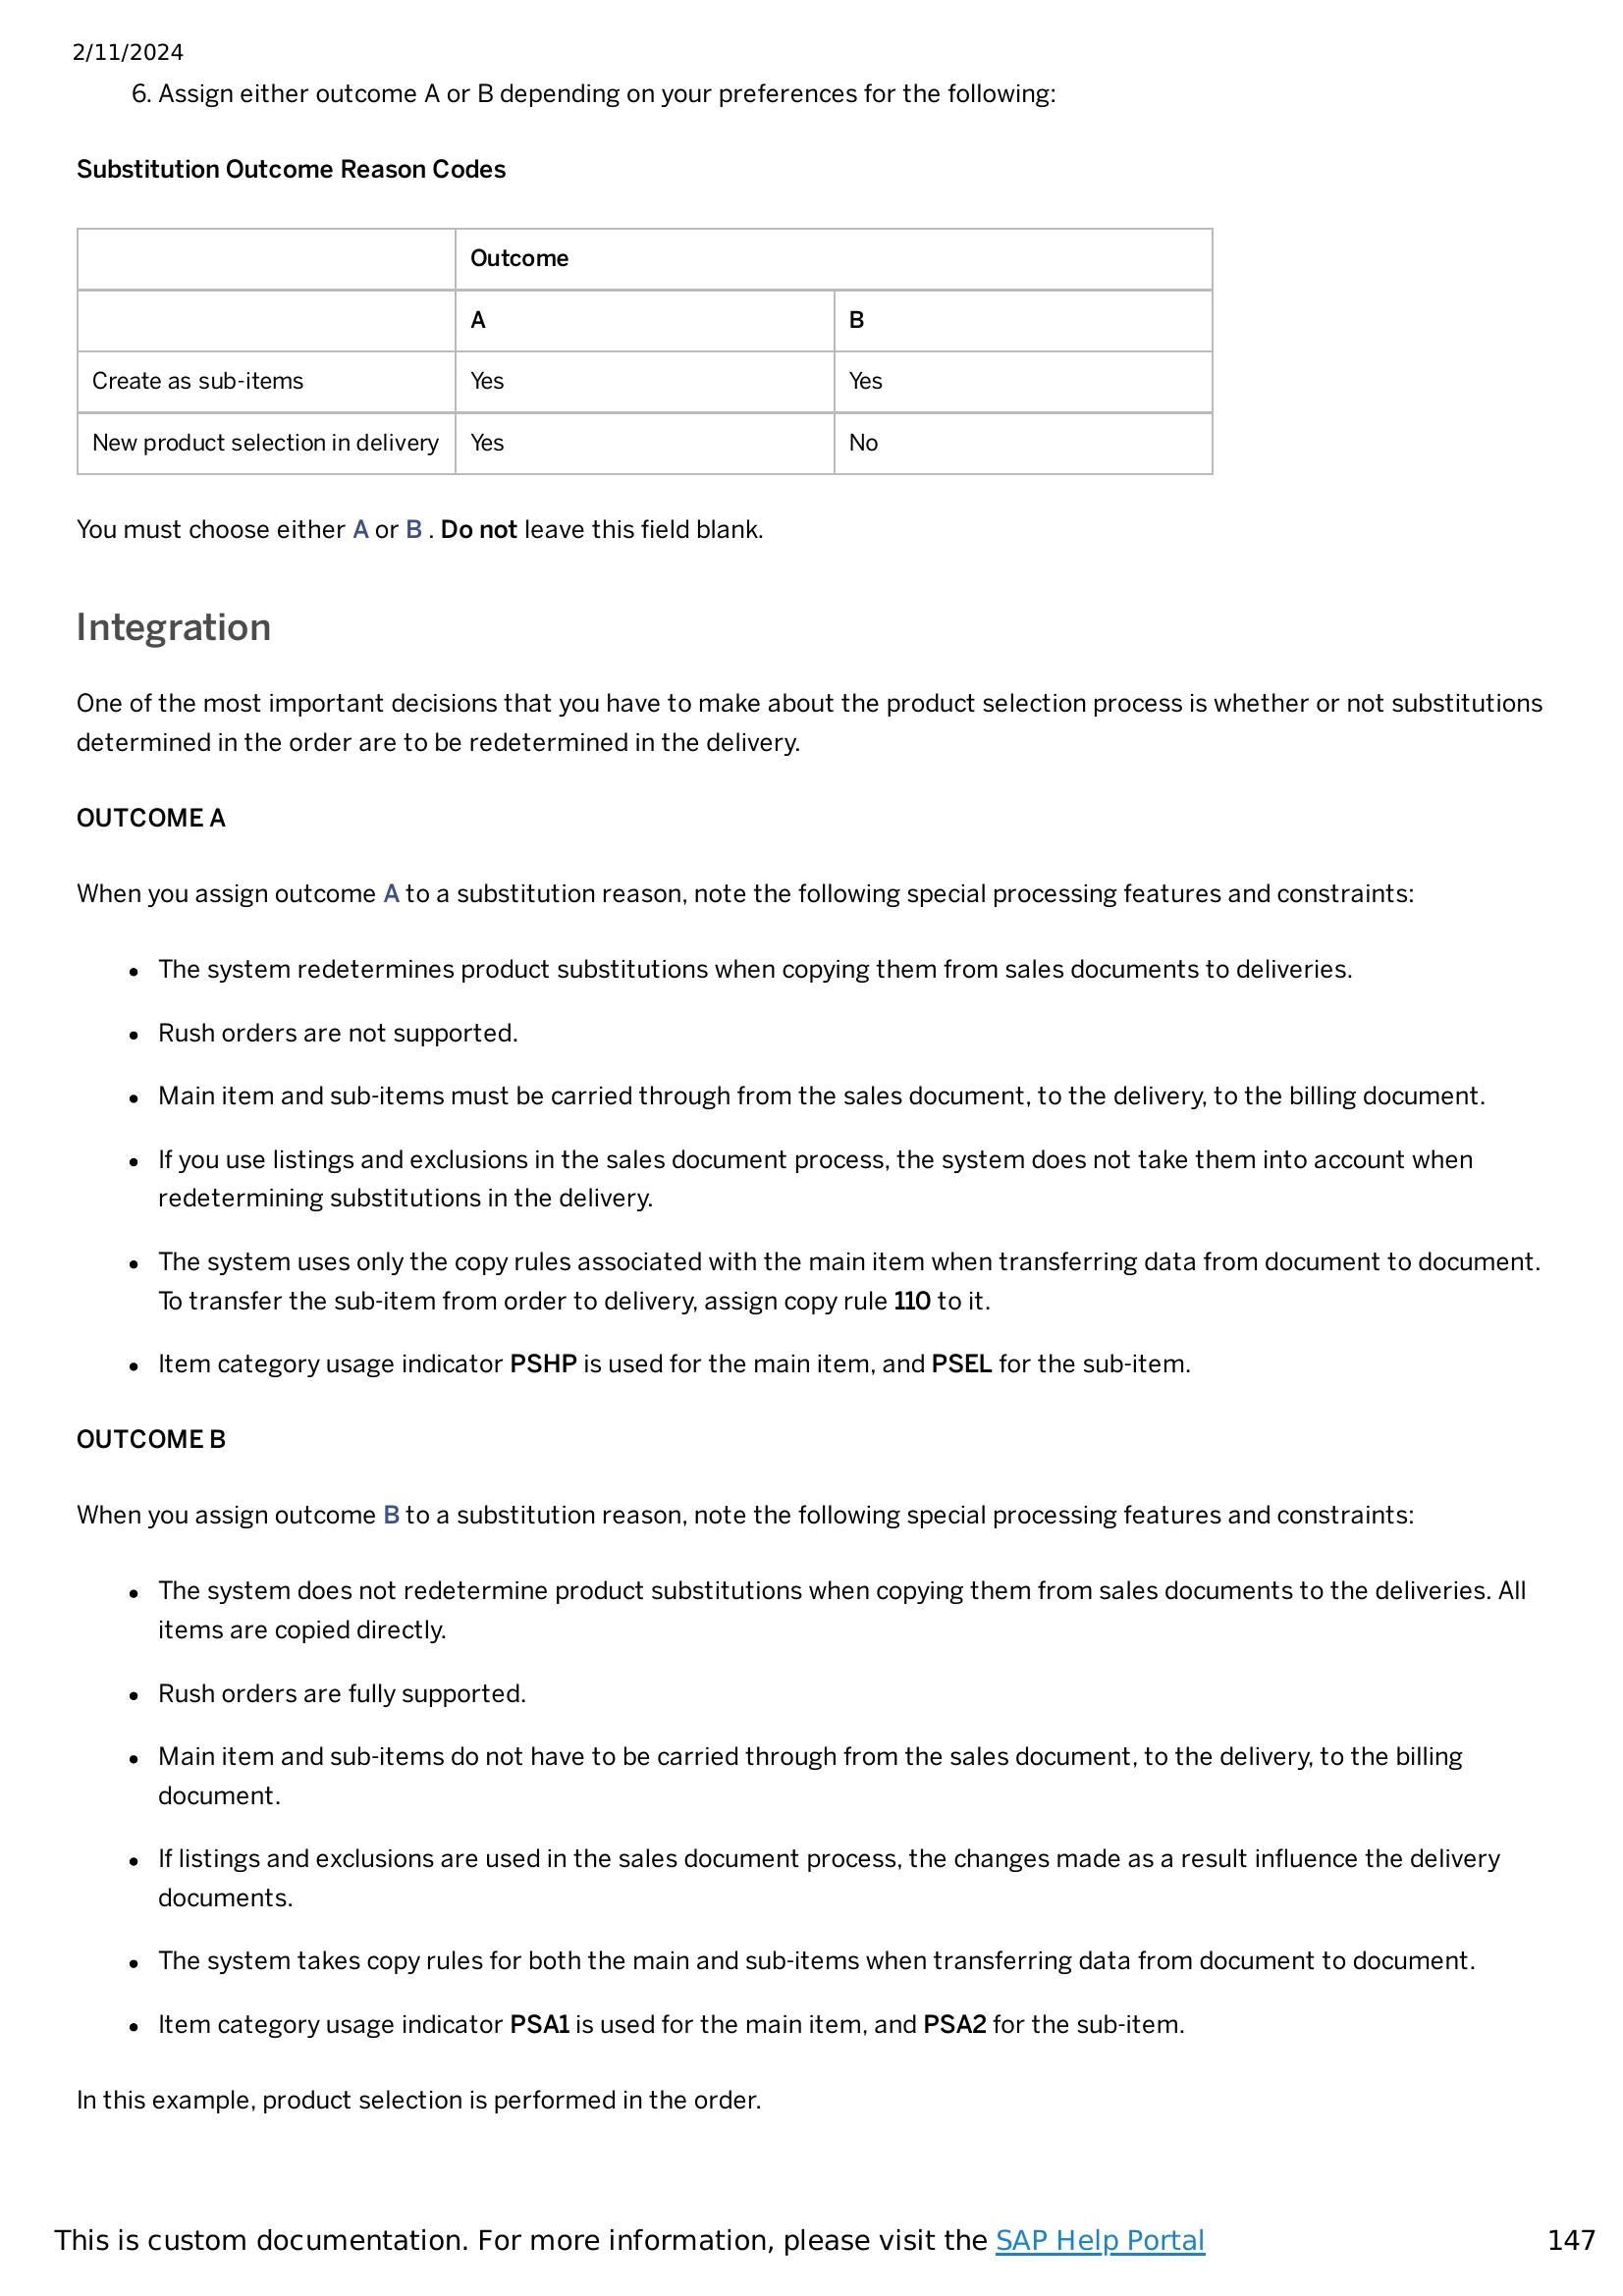 2/11/2024
6. Assign either outcome A or B depending on your preferences for the following:
Substitution Outcome Reason Codes
Outcome
A B
Create as sub-items Yes Yes
New product selection in delivery Yes No
You must choose either A or B . Do not leave this field blank.
Integration
One of the most important decisions that you have to make about the product selection process is whether or not substitutions
determined in the order are to be redetermined in the delivery.
OUTCOME A
When you assign outcome A to a substitution reason, note the following special processing features and constraints:
• The system redetermines product substitutions when copying them from sales documents to deliveries.
• Rush orders are not supported.
• Main item and sub-items must be carried through from the sales document, to the delivery, to the billing document.
• If you use listings and exclusions in the sales document process, the system does not take them into account when
redetermining substitutions in the delivery.
• The system uses only the copy rules associated with the main item when transferring data from document to document.
To transfer the sub-item from order to delivery, assign copy rule 110 to it.
• Item category usage indicator PSHP is used for the main item, and PSEL for the sub-item.
OUTCOME B
When you assign outcome B to a substitution reason, note the following special processing features and constraints:
• The system does not redetermine product substitutions when copying them from sales documents to the deliveries. All
items are copied directly.
• Rush orders are fully supported.
• Main item and sub-items do not have to be carried through from the sales document, to the delivery, to the billing
document.
• If listings and exclusions are used in the sales document process, the changes made as a result influence the delivery
documents.
• The system takes copy rules for both the main and sub-items when transferring data from document to document.
• Item category usage indicator PSA1 is used for the main item, and PSA2 for the sub-item.
In this example, product selection is performed in the order.
This is custom documentation. For more information, please visit the SAP Help Portal 147